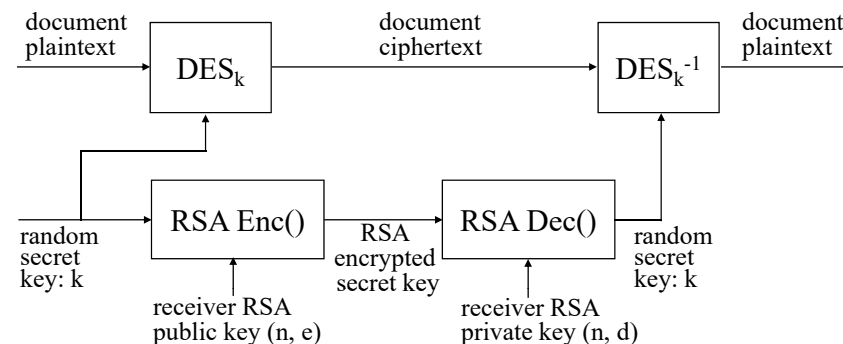 document
plaintext
DESk
document
ciphertext
DESk-1
document
plaintext
random
secret
key: k
RSA Enc()
RSA
encrypted
secret key
RSA Dec()
random
secret
key: k
receiver RSA
public key (n, e)
receiver RSA
private key (n, d)